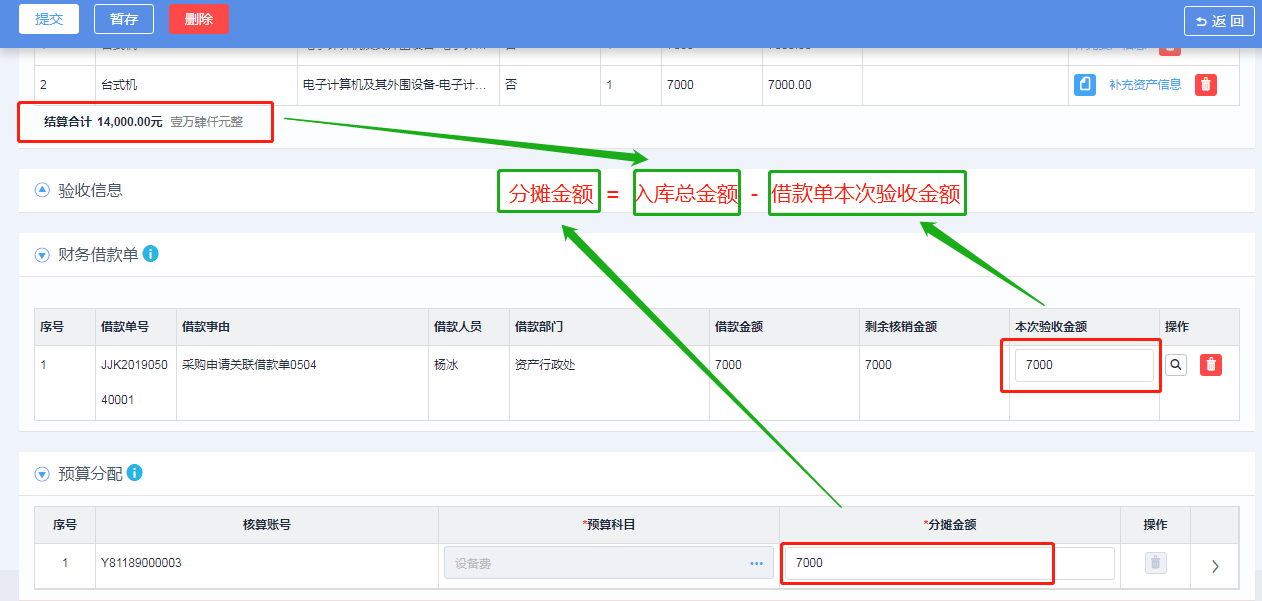 提交 暂存 删除 返 回
2 台式机 电子计算机及其外围设备-电子计... 否 1 7000 7000.00 补充资产信息
结算合计 14,000.00元 壹万肆仟元整
验收信息
分摊金额 = 入库总金额 - 借款单本次验收金额
财务借款单
序号 借款单号 借款事由 借款人员 借款部门 借款金额 剩余核销金额 本次验收金额 操作
1 JJK2019050 采购申请关联借款单0504 杨冰 资产行政处 7000 7000 7000
40001
预算分配
序号 核算账号 *预算科目 *分摊金额 操作
1 Y81189000003 设备费 ... 7000